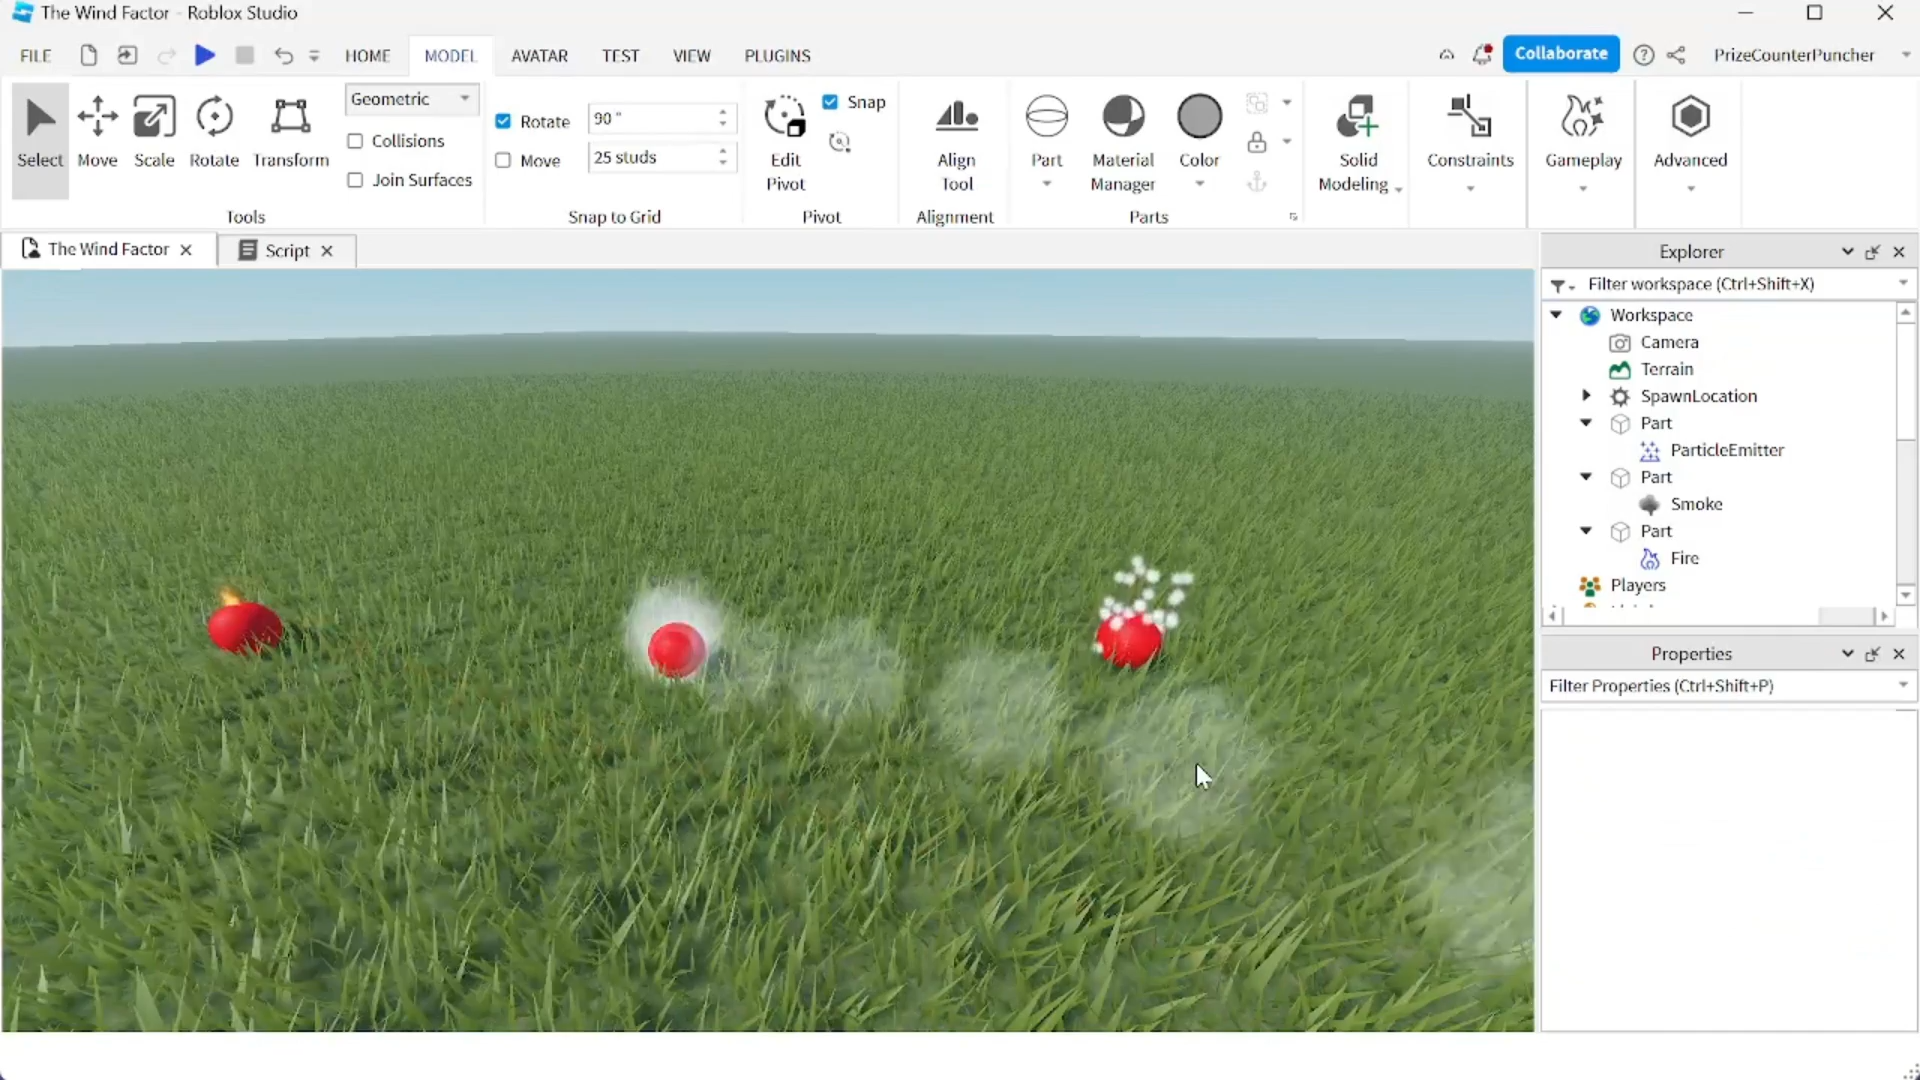 The Wind Factor - Roblox Studio
FILE
HOME
MODEL
AVATAR
TEST
VIEW
PLUGINS
Collaborate
PrizeCounterPuncher
Select
Move
Scale
Rotate
Transform
Geometric
Collisions
Join Surfaces
Tools
Rotate
90 °
Move
25 studs
Snap to Grid
Edit
Pivot
Snap
Pivot
Align
Tool
Alignment
Part
Material
Manager
Color
Parts
Solid
Modeling
Constraints
Gameplay
Advanced
The Wind Factor
Script
Explorer
Filter workspace (Ctrl+Shift+X)
Workspace
Camera
Terrain
SpawnLocation
Part
ParticleEmitter
Part
Smoke
Part
Fire
Players
Properties
Filter Properties (Ctrl+Shift+P)